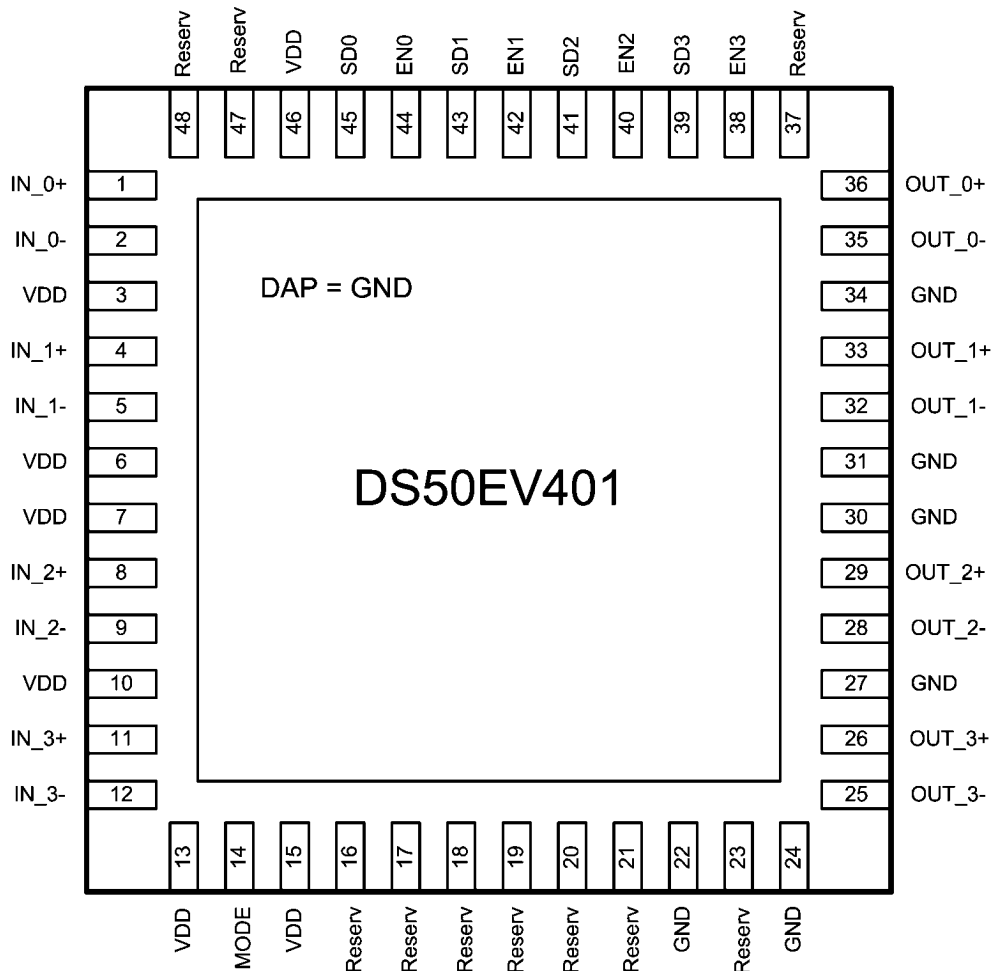 Reserv Reserv VDD SD0 EN0 SD1 EN1 SD2 EN2 SD3 EN3 Reserv
48 47 46 45 44 43 42 41 40 39 38 37
IN_0+ 1 36 OUT_0+
IN_0- 2 35 OUT_0-
VDD 3 DAP = GND 34 GND
IN_1+ 4 33 OUT_1+
IN_1- 5 32 OUT_1-
VDD 6 31 GND
DS50EV401
VDD 7 30 GND
IN_2+ 8 29 OUT_2+
IN_2- 9 28 OUT_2-
VDD 10 27 GND
IN_3+ 11 26 OUT_3+
IN_3- 12 25 OUT_3-
13 14 15 16 17 18 19 20 21 22 23 24
VDD MODE VDD Reserv Reserv Reserv Reserv Reserv Reserv GND Reserv GND